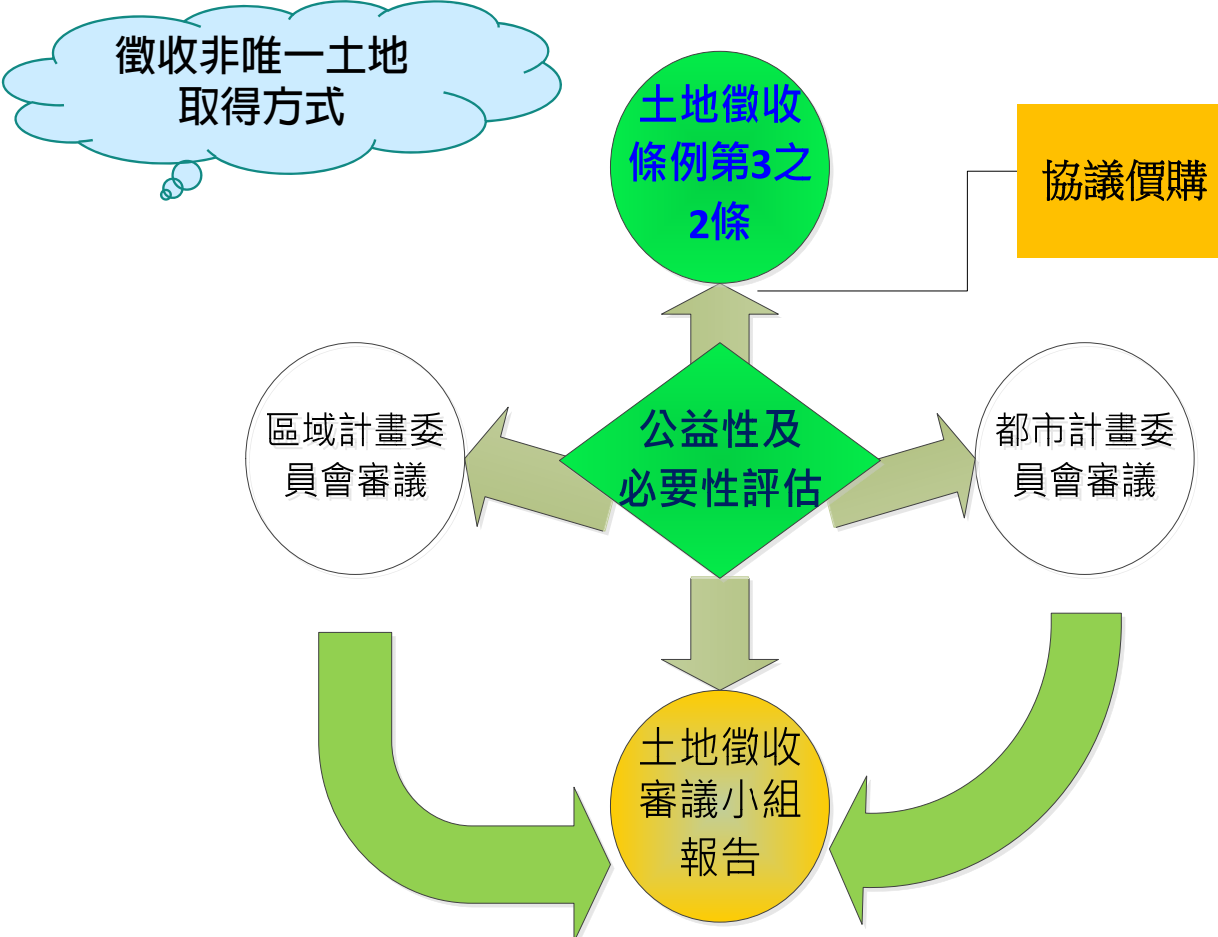 徵收非唯一土地
取得方式
土地徵收
條例第3之
2條
協議價購
區域計畫委
員會審議
公益性及
必要性評估
都市計畫委
員會審議
土地徵收
審議小組
報告